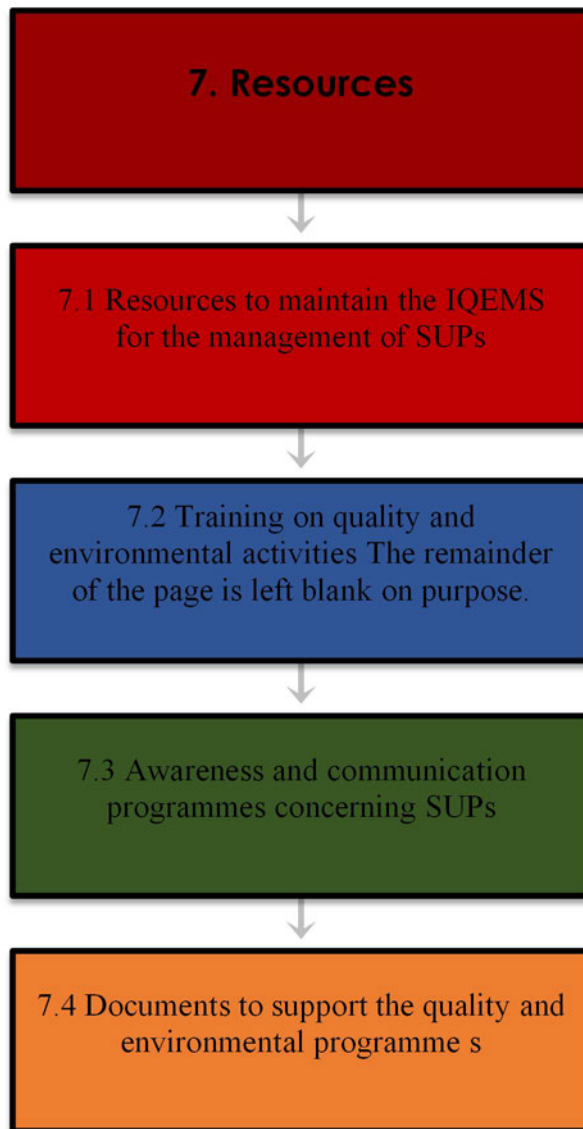 7. Resources
7.1 Resources to maintain the IQEMS
for the management of SUPs
7.2 Training on quality and
environmental activities The remainder
of the page is left blank on purpose.
7.3 Awareness and communication
programmes concerning SUPs
7.4 Documents to support the quality and
environmental programme s